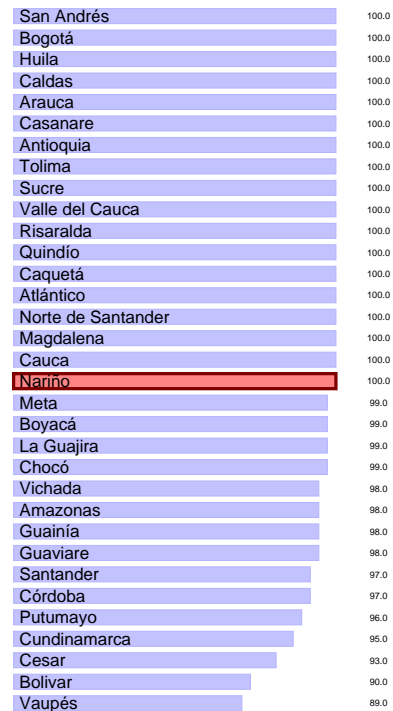 San Andrés 100.0
Bogotá 100.0
Huila 100.0
Caldas 100.0
Arauca 100.0
Casanare 100.0
Antioquia 100.0
Tolima 100.0
Sucre 100.0
Valle del Cauca 100.0
Risaralda 100.0
Quindío 100.0
Caquetá 100.0
Atlántico 100.0
Norte de Santander 100.0
Magdalena 100.0
Cauca 100.0
Nariño 100.0
Meta 99.0
Boyacá 99.0
La Guajira 99.0
Chocó 99.0
Vichada 98.0
Amazonas 98.0
Guainía 98.0
Guaviare 98.0
Santander 97.0
Córdoba 97.0
Putumayo 96.0
Cundinamarca 95.0
Cesar 93.0
Bolivar 90.0
Vaupés 89.0